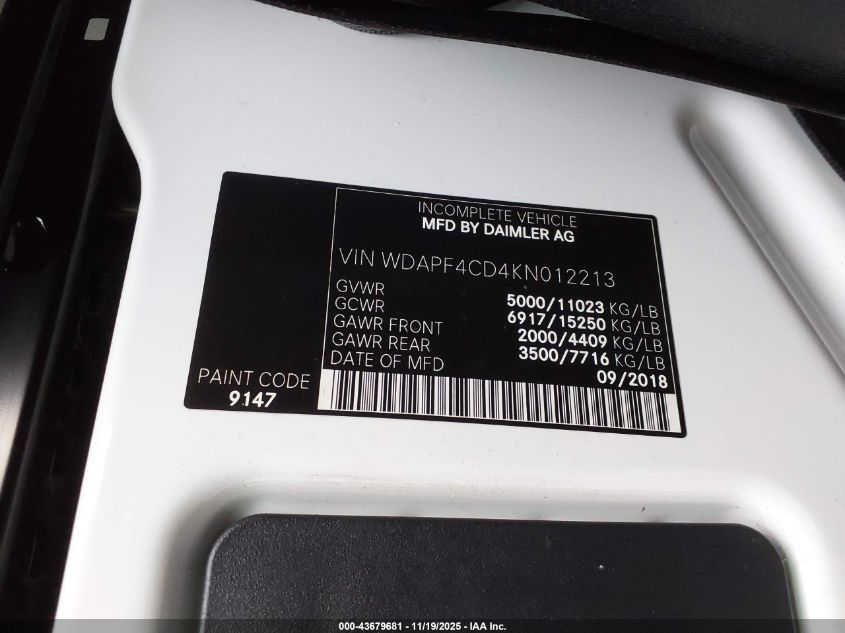 INCOMPLETE VEHICLE
MFD BY DAIMLER AG
VIN WDAPF4CD4KN012213
GVWR 5000/11023 KG/LB
GCWR 6917/15250 KG/LB
GAWR FRONT 2000/4409 KG/LB
GAWR REAR 3500/7716 KG/LB
DATE OF MFD 09/2018
PAINT CODE
9147
000-43679681 - 11/19/2025 - IAA Inc.